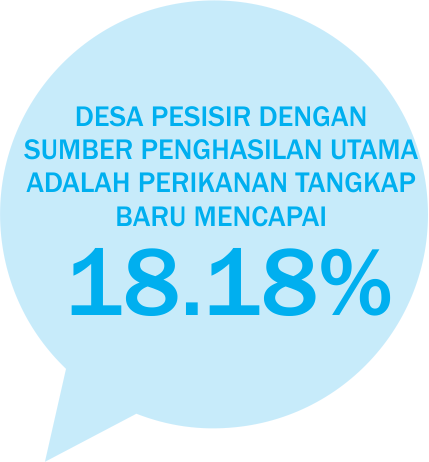 DESA PESISIR DENGAN
SUMBER PENGHASILAN UTAMA
ADALAH PERIKANAN TANGKAP
BARU MENCAPAI
18.18%